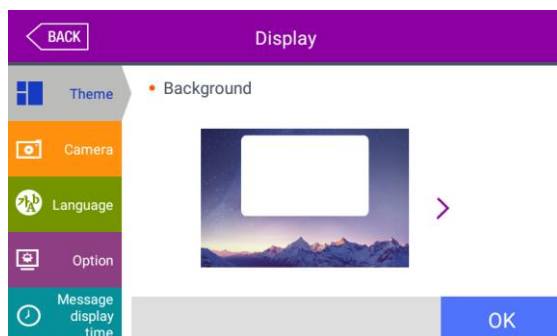 BACK
Display
Theme
• Background
Camera
Language
Option
Message
display
time
OK